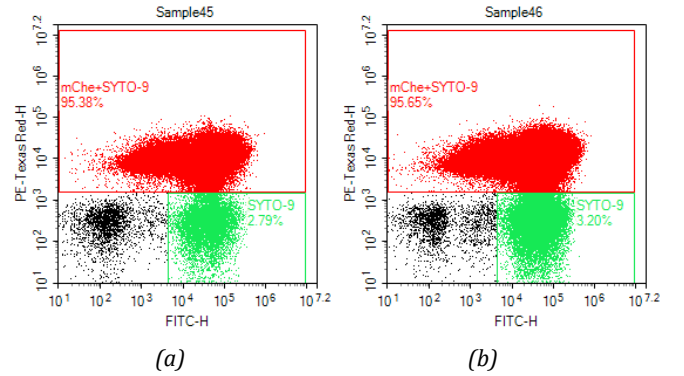 Sample45
PE-Texas Red-H
10^7.2
10^6
10^5
10^4
10^3
10^2
10^1
mChe+SYTO-9
95.38%
SYTO-9
2.79%
10^1 10^2 10^3 10^4 10^5 10^6 10^7.2
FITC-H
(a)
Sample46
PE-Texas Red-H
10^7.2
10^6
10^5
10^4
10^3
10^2
10^1
mChe+SYTO-9
95.65%
SYTO-9
3.20%
10^1 10^2 10^3 10^4 10^5 10^6 10^7.2
FITC-H
(b)